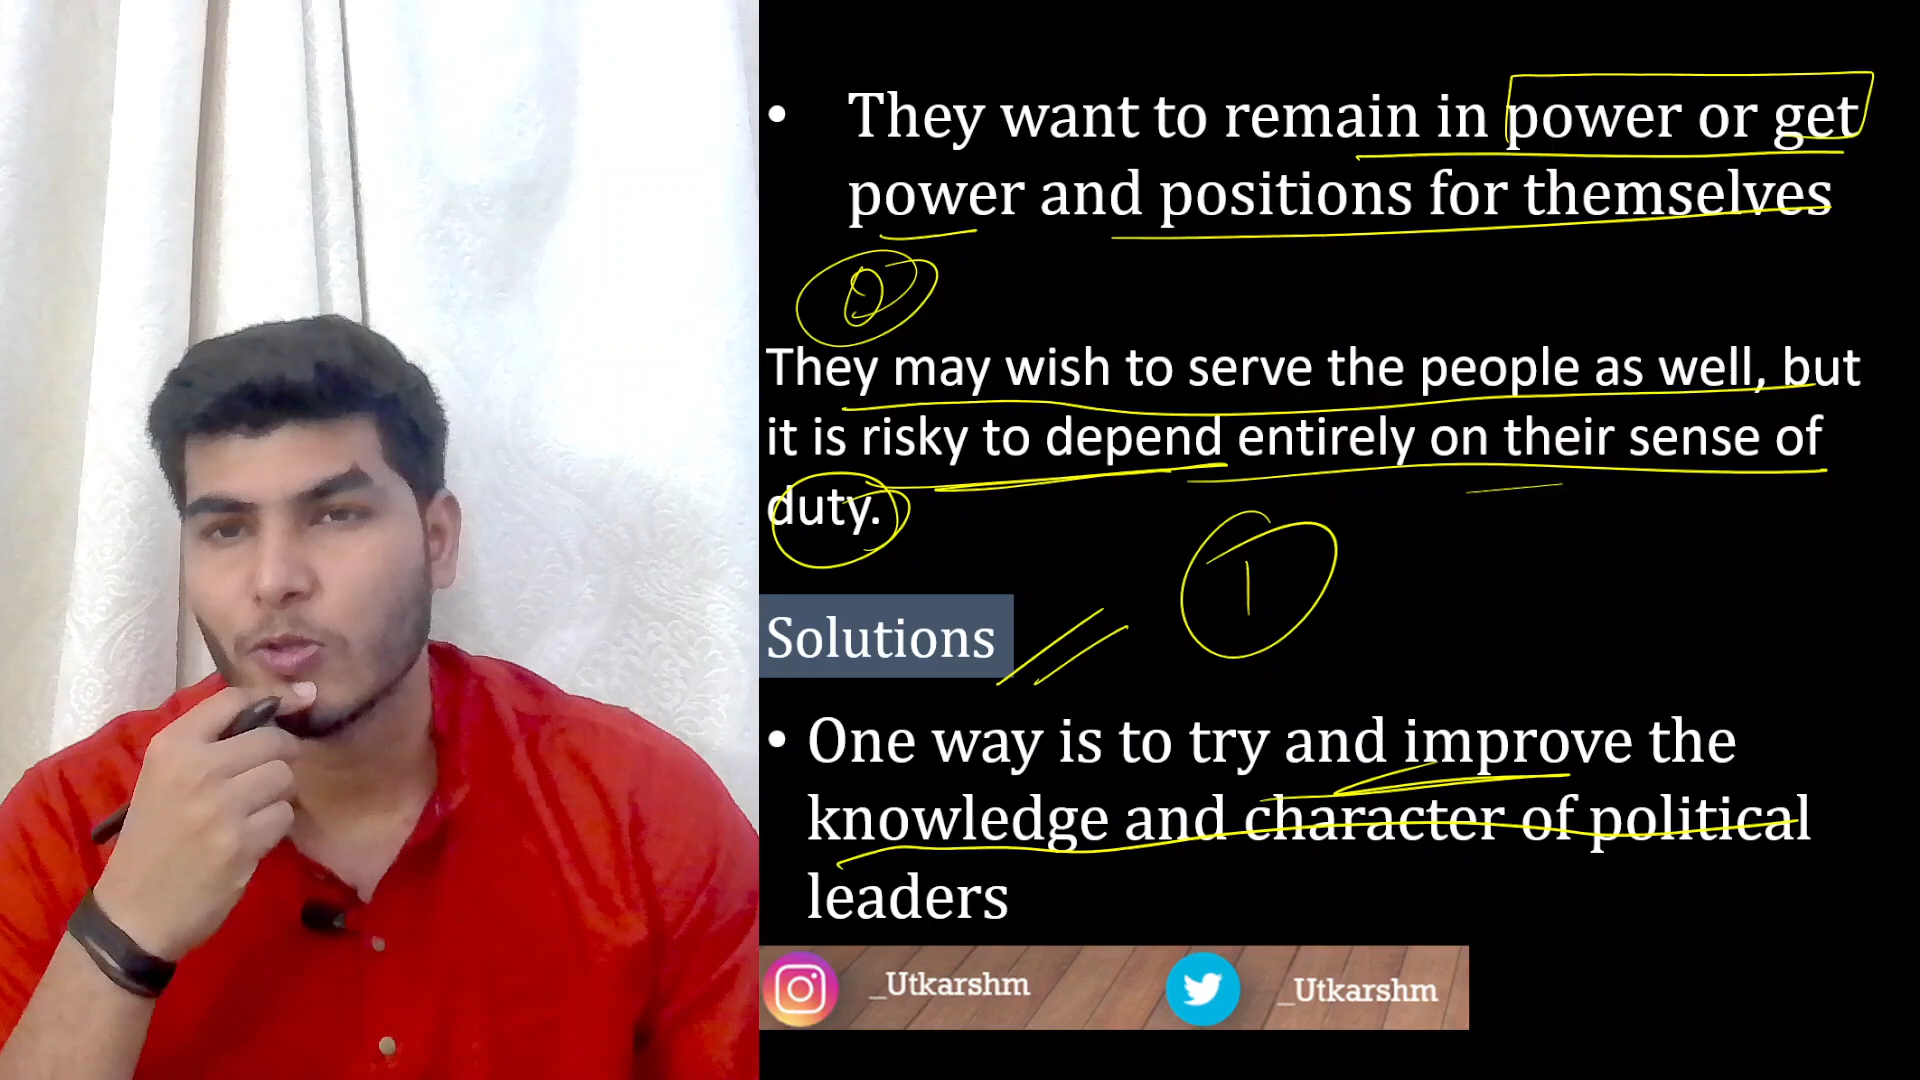 • They want to remain in power or get
power and positions for themselves
They may wish to serve the people as well, but
it is risky to depend entirely on their sense of
duty.
Solutions
• One way is to try and improve the
knowledge and character of political
leaders
_Utkarshm
_Utkarshm